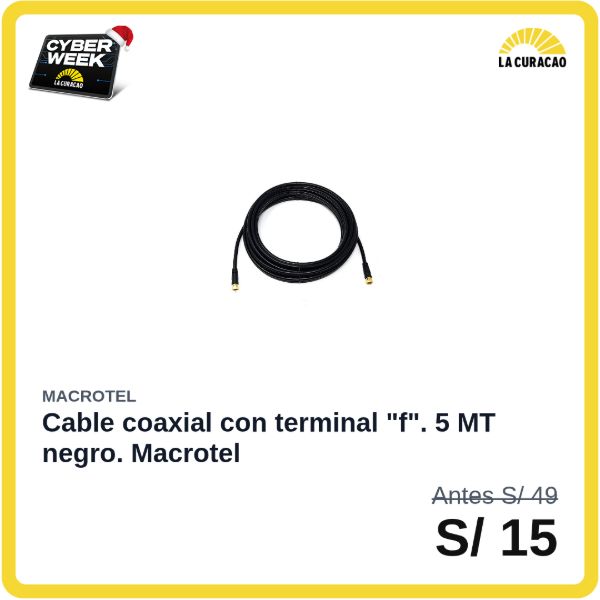 CYBER
WEEK
LA CURACAO
LA CURACAO
MACROTEL
Cable coaxial con terminal "f". 5 MT
negro. Macrotel
Antes S/ 49
S/ 15